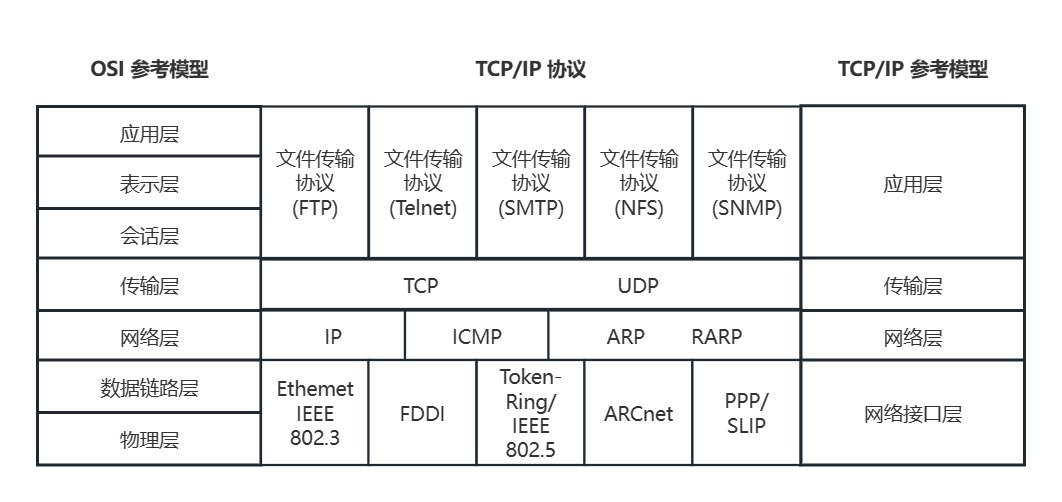 OSI 参考模型
TCP/IP 协议
TCP/IP 参考模型
应用层
表示层
会话层
文件传输
协议
(FTP)
文件传输
协议
(Telnet)
文件传输
协议
(SMTP)
文件传输
协议
(NFS)
文件传输
协议
(SNMP)
应用层
传输层
TCP
UDP
传输层
网络层
IP
ICMP
ARP
RARP
网络层
数据链路层
物理层
Ethemet
IEEE
802.3
FDDI
Token-
Ring/
IEEE
802.5
ARCnet
PPP/
SLIP
网络接口层